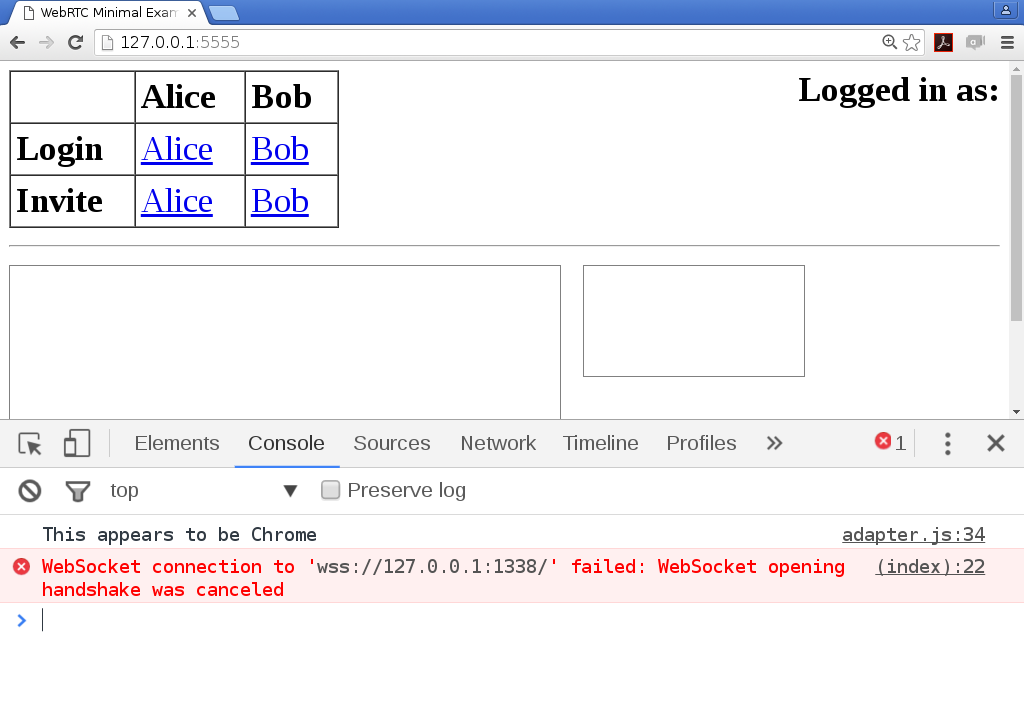 WebRTC Minimal Exam
127.0.0.1:5555
Alice Bob
Login Alice Bob
Invite Alice Bob
Logged in as:
Elements Console Sources Network Timeline Profiles 1
top Preserve log
This appears to be Chrome adapter.js:34
WebSocket connection to 'wss://127.0.0.1:1338/' failed: WebSocket opening (index):22
handshake was canceled